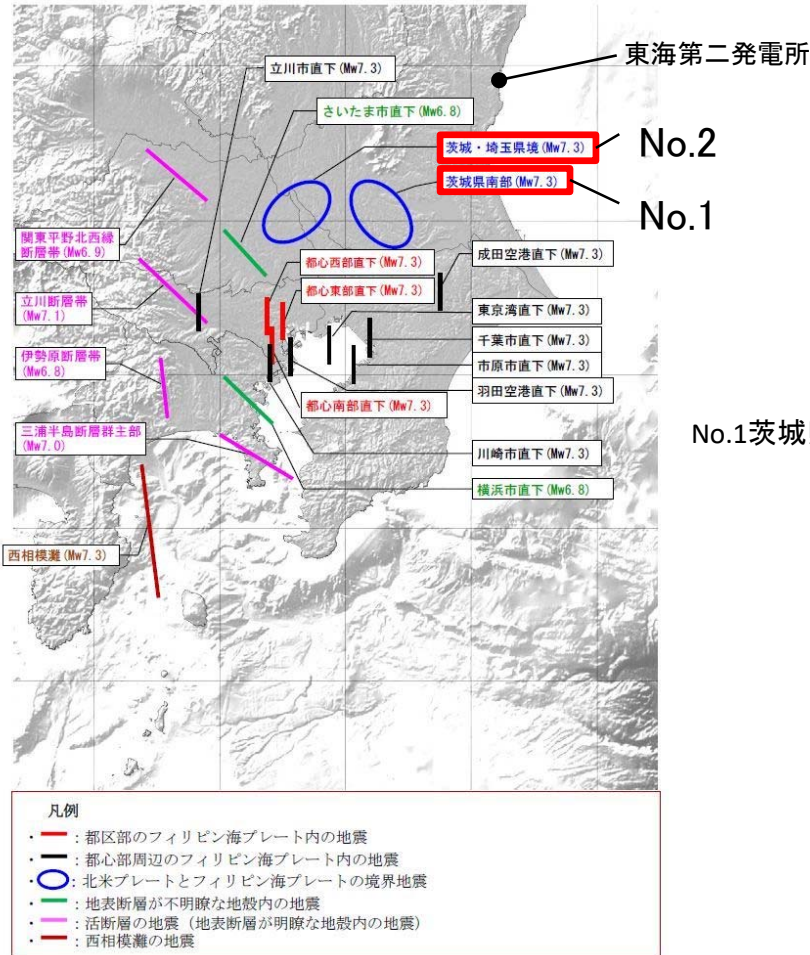 東海第二発電所
立川市直下(Mw7.3)
さいたま市直下(Mw6.8)
茨城・埼玉県境(Mw7.3)
No.2
茨城県南部(Mw7.3)
No.1
関東平野北西縁
断層帯(Mw6.9)
都心西部直下(Mw7.3)
成田空港直下(Mw7.3)
都心東部直下(Mw7.3)
立川断層帯
(Mw7.1)
東京湾直下(Mw7.3)
千葉市直下(Mw7.3)
伊勢原断層帯
(Mw6.8)
市原市直下(Mw7.3)
羽田空港直下(Mw7.3)
都心南部直下(Mw7.3)
三浦半島断層群主部
(Mw7.0)
No.1茨城
川崎市直下(Mw7.3)
横浜市直下(Mw6.8)
西相模灘(Mw7.3)
凡例
・ : 都区部のフィリピン海プレート内の地震
・ : 都心部周辺のフィリピン海プレート内の地震
・ : 北米プレートとフィリピン海プレートの境界地震
・ : 地表断層が不明瞭な地殻内の地震
・ : 活断層の地震（地表断層が明瞭な地殻内の地震）
・ : 西相模灘の地震